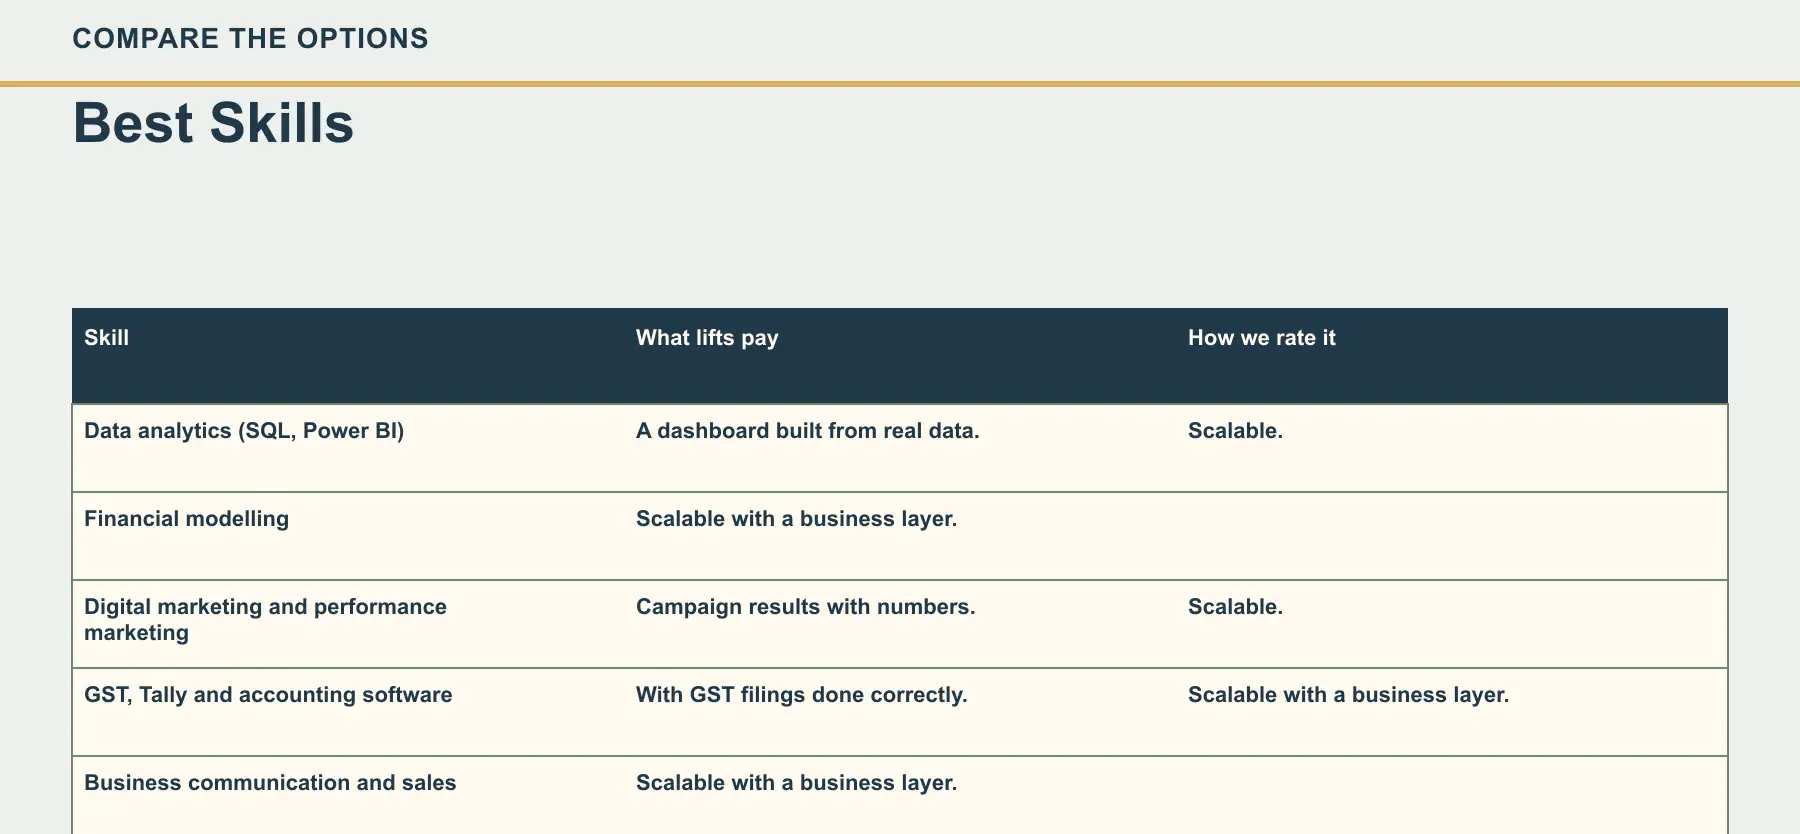 COMPARE THE OPTIONS
Best Skills
Skill What lifts pay How we rate it
Data analytics (SQL, Power BI) A dashboard built from real data. Scalable.
Financial modelling Scalable with a business layer.
Digital marketing and performance marketing Campaign results with numbers. Scalable.
GST, Tally and accounting software With GST filings done correctly. Scalable with a business layer.
Business communication and sales Scalable with a business layer.